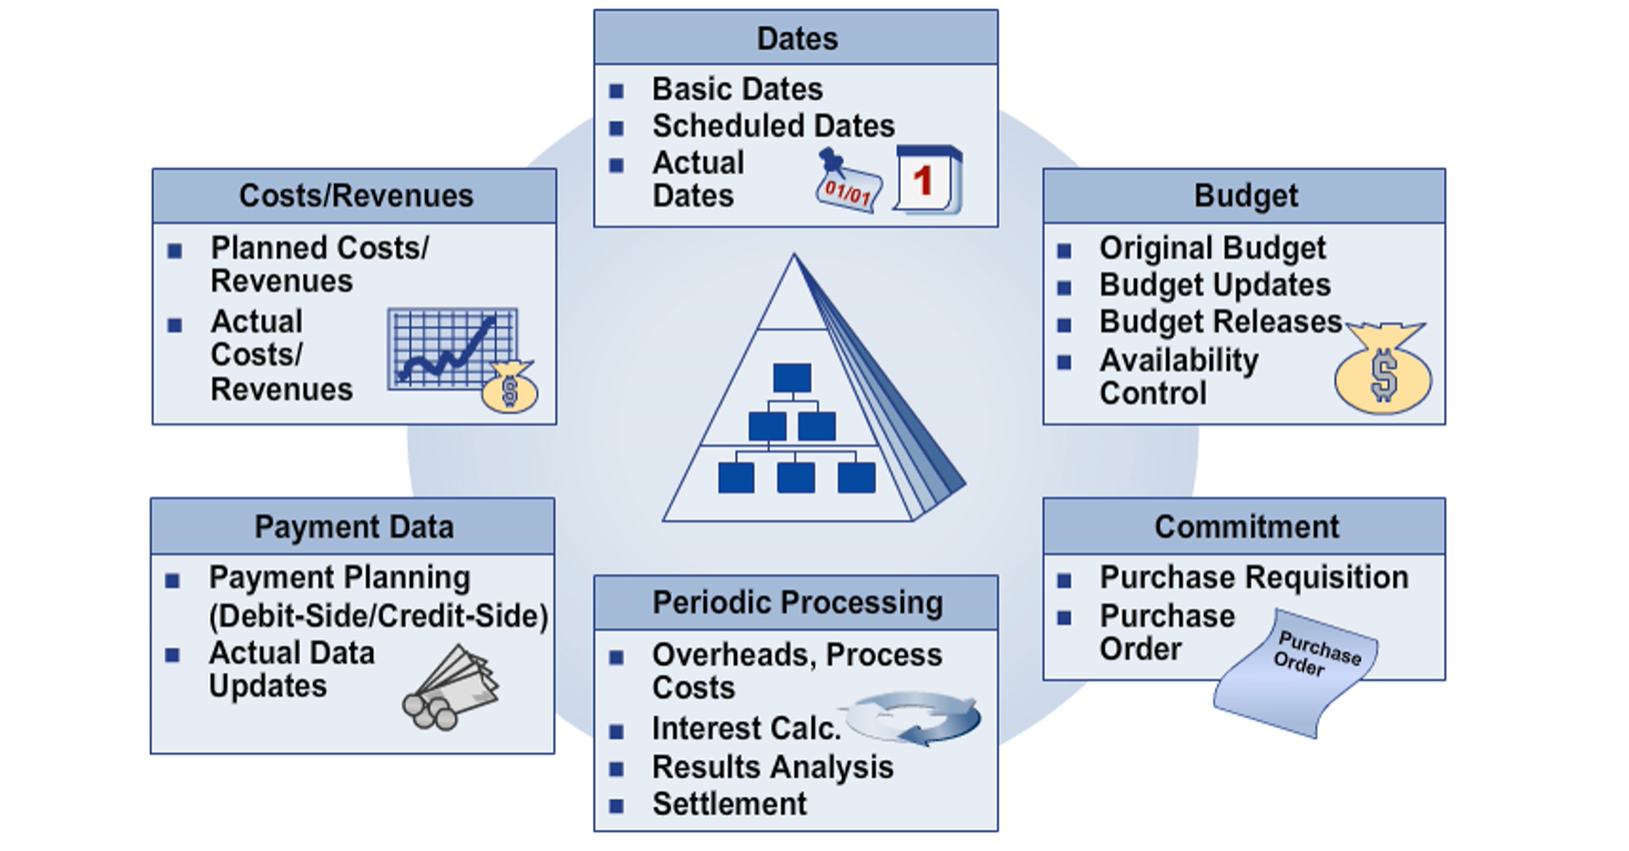 Dates
Basic Dates
Scheduled Dates
Actual
Dates
01/01
1
Costs/Revenues
Planned Costs/
Revenues
Actual
Costs/
Revenues
$
Budget
Original Budget
Budget Updates
Budget Releases
Availability
Control
$
Payment Data
Payment Planning
(Debit-Side/Credit-Side)
Actual Data
Updates
Periodic Processing
Overheads, Process
Costs
Interest Calc.
Results Analysis
Settlement
Commitment
Purchase Requisition
Purchase
Order
Purchase
Order